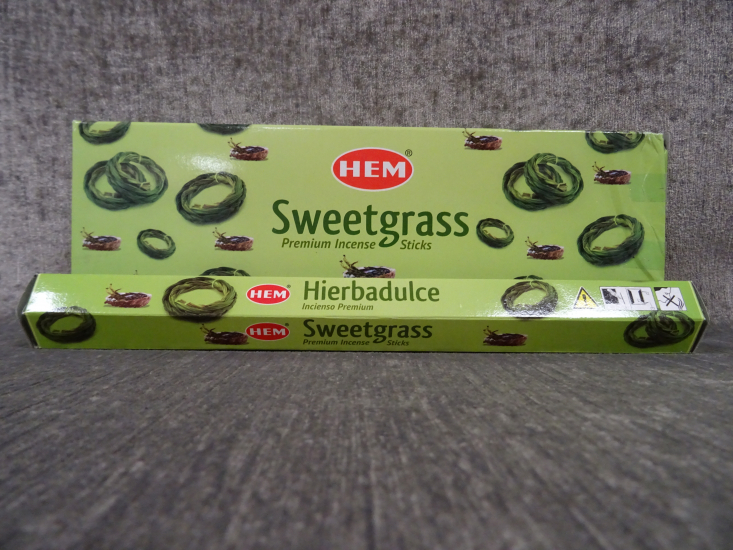 HEM®
Sweetgrass
Premium Incense Sticks
HEM Hierbadulce
Incienso Premium
HEM Sweetgrass
Premium Incense Sticks